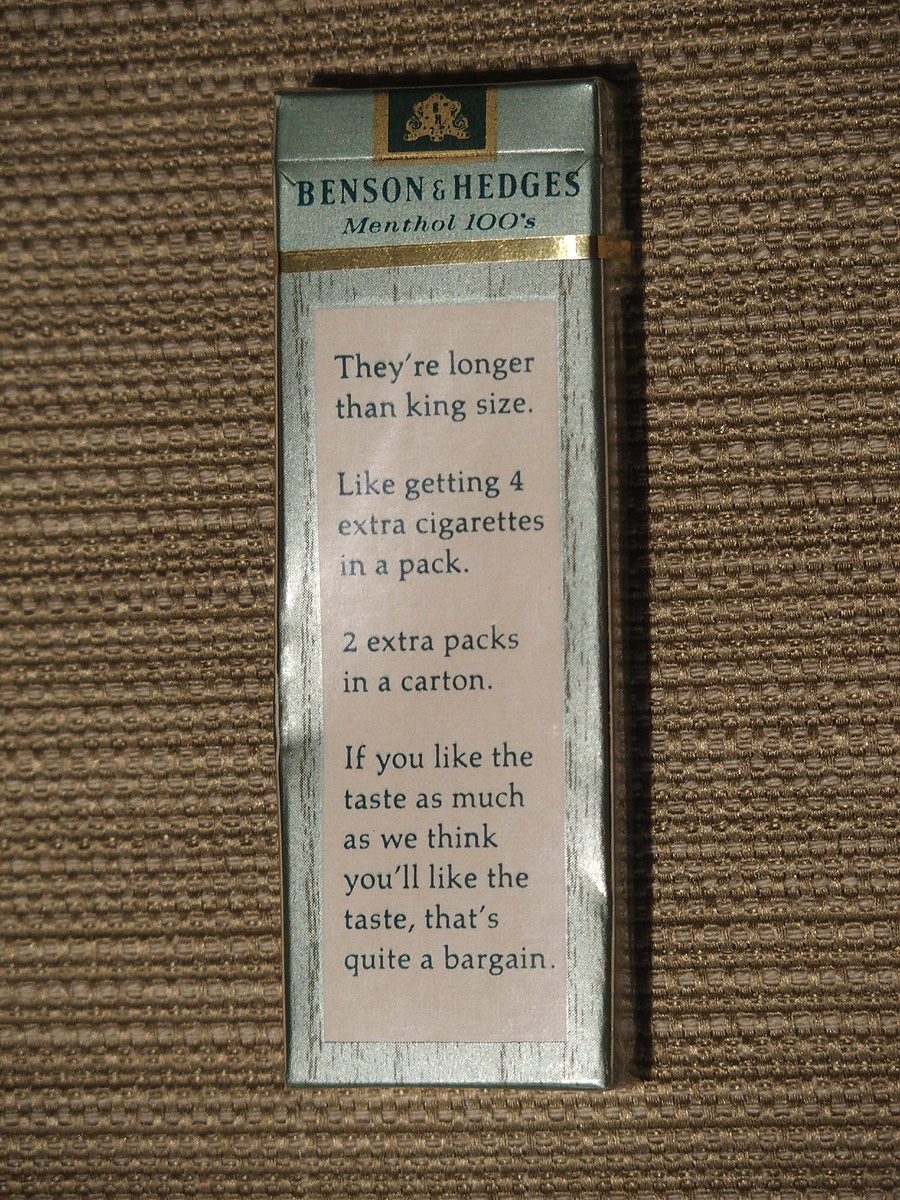 BENSON & HEDGES
Menthol 100's
They're longer
than king size.
Like getting 4
extra cigarettes
in a pack.
2 extra packs
in a carton.
If you like the
taste as much
as we think
you'll like the
taste, that's
quite a bargain.